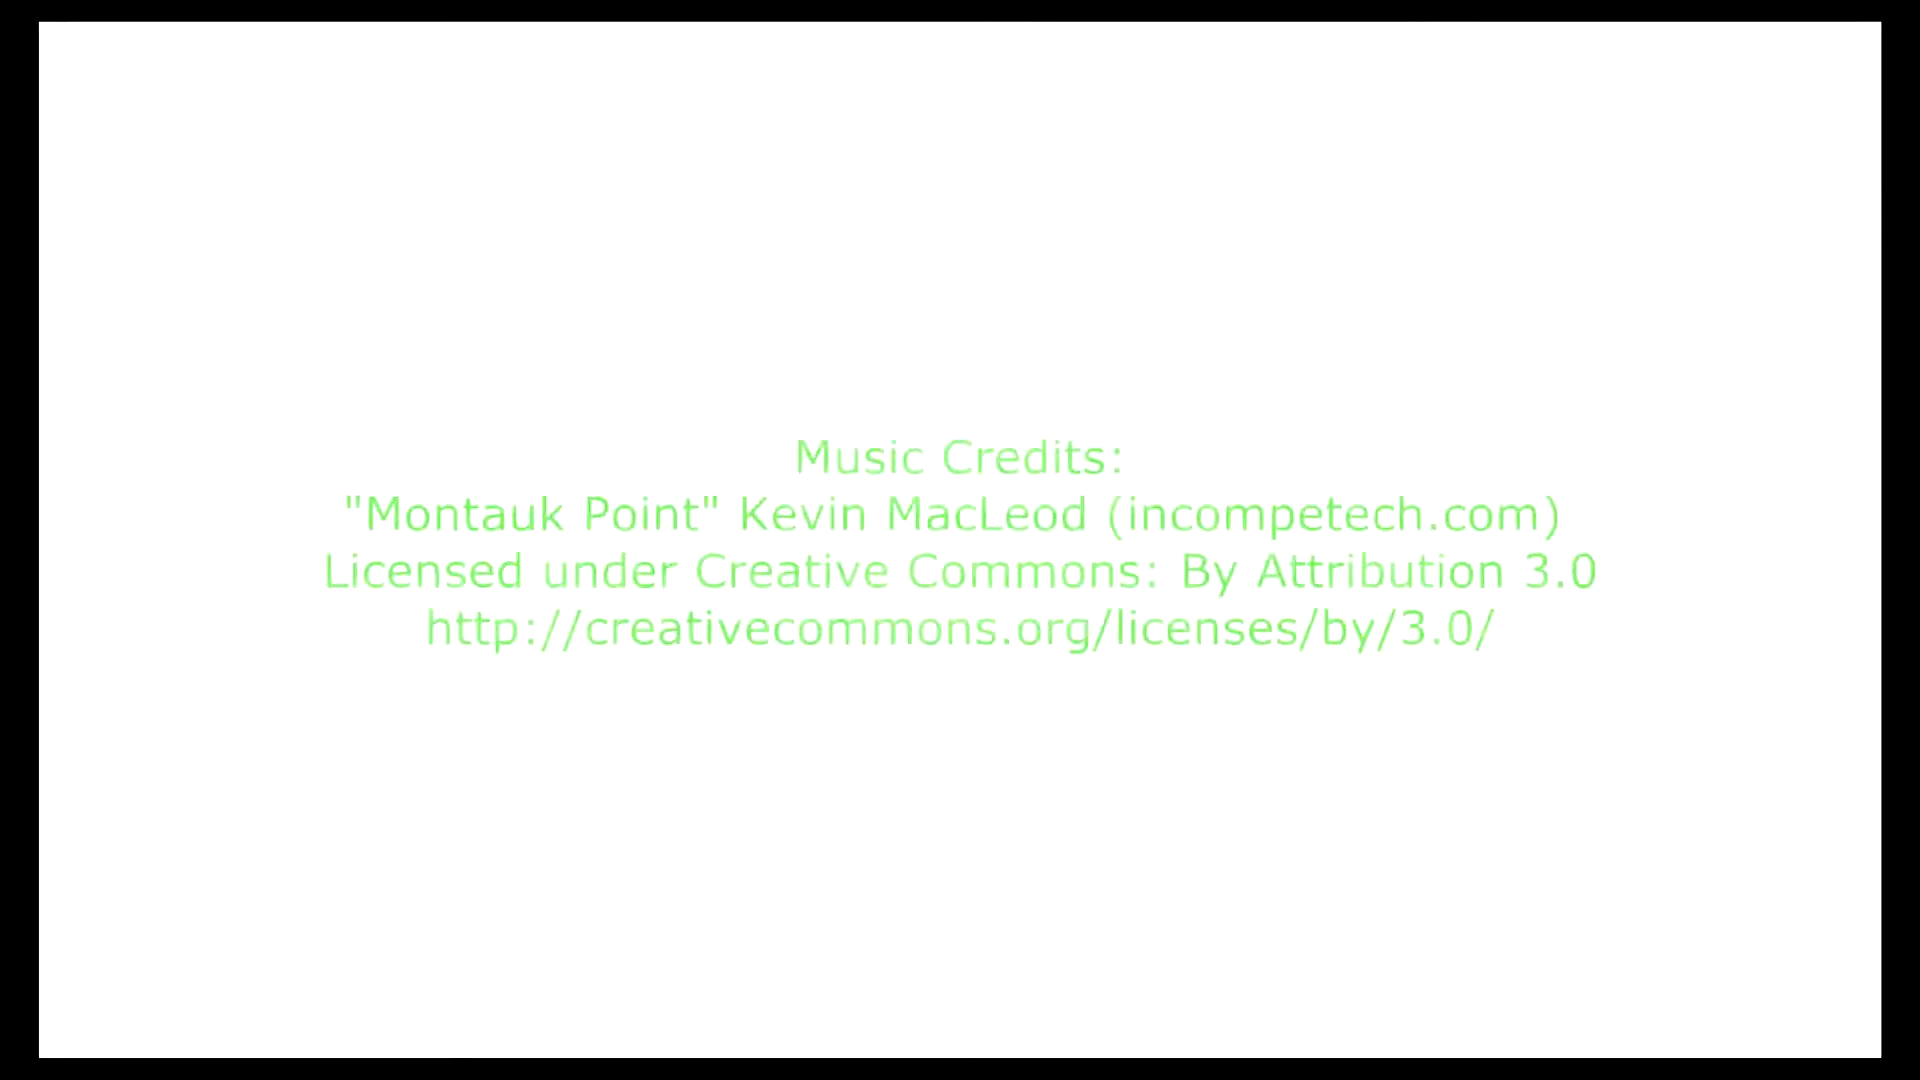 Music Credits:
"Montauk Point" Kevin MacLeod (incompetech.com)
Licensed under Creative Commons: By Attribution 3.0
http://creativecommons.org/licenses/by/3.0/